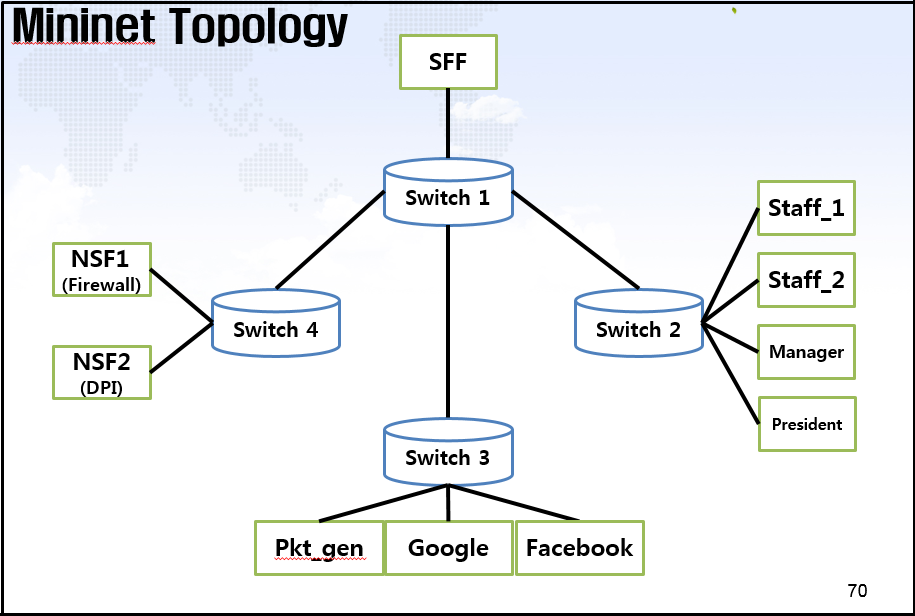 Mininet Topology
SFF
Switch 1
Staff_1
NSF1
(Firewall)
Staff_2
Switch 4
Switch 2
Manager
NSF2
(DPI)
President
Switch 3
Pkt_gen
Google
Facebook
70